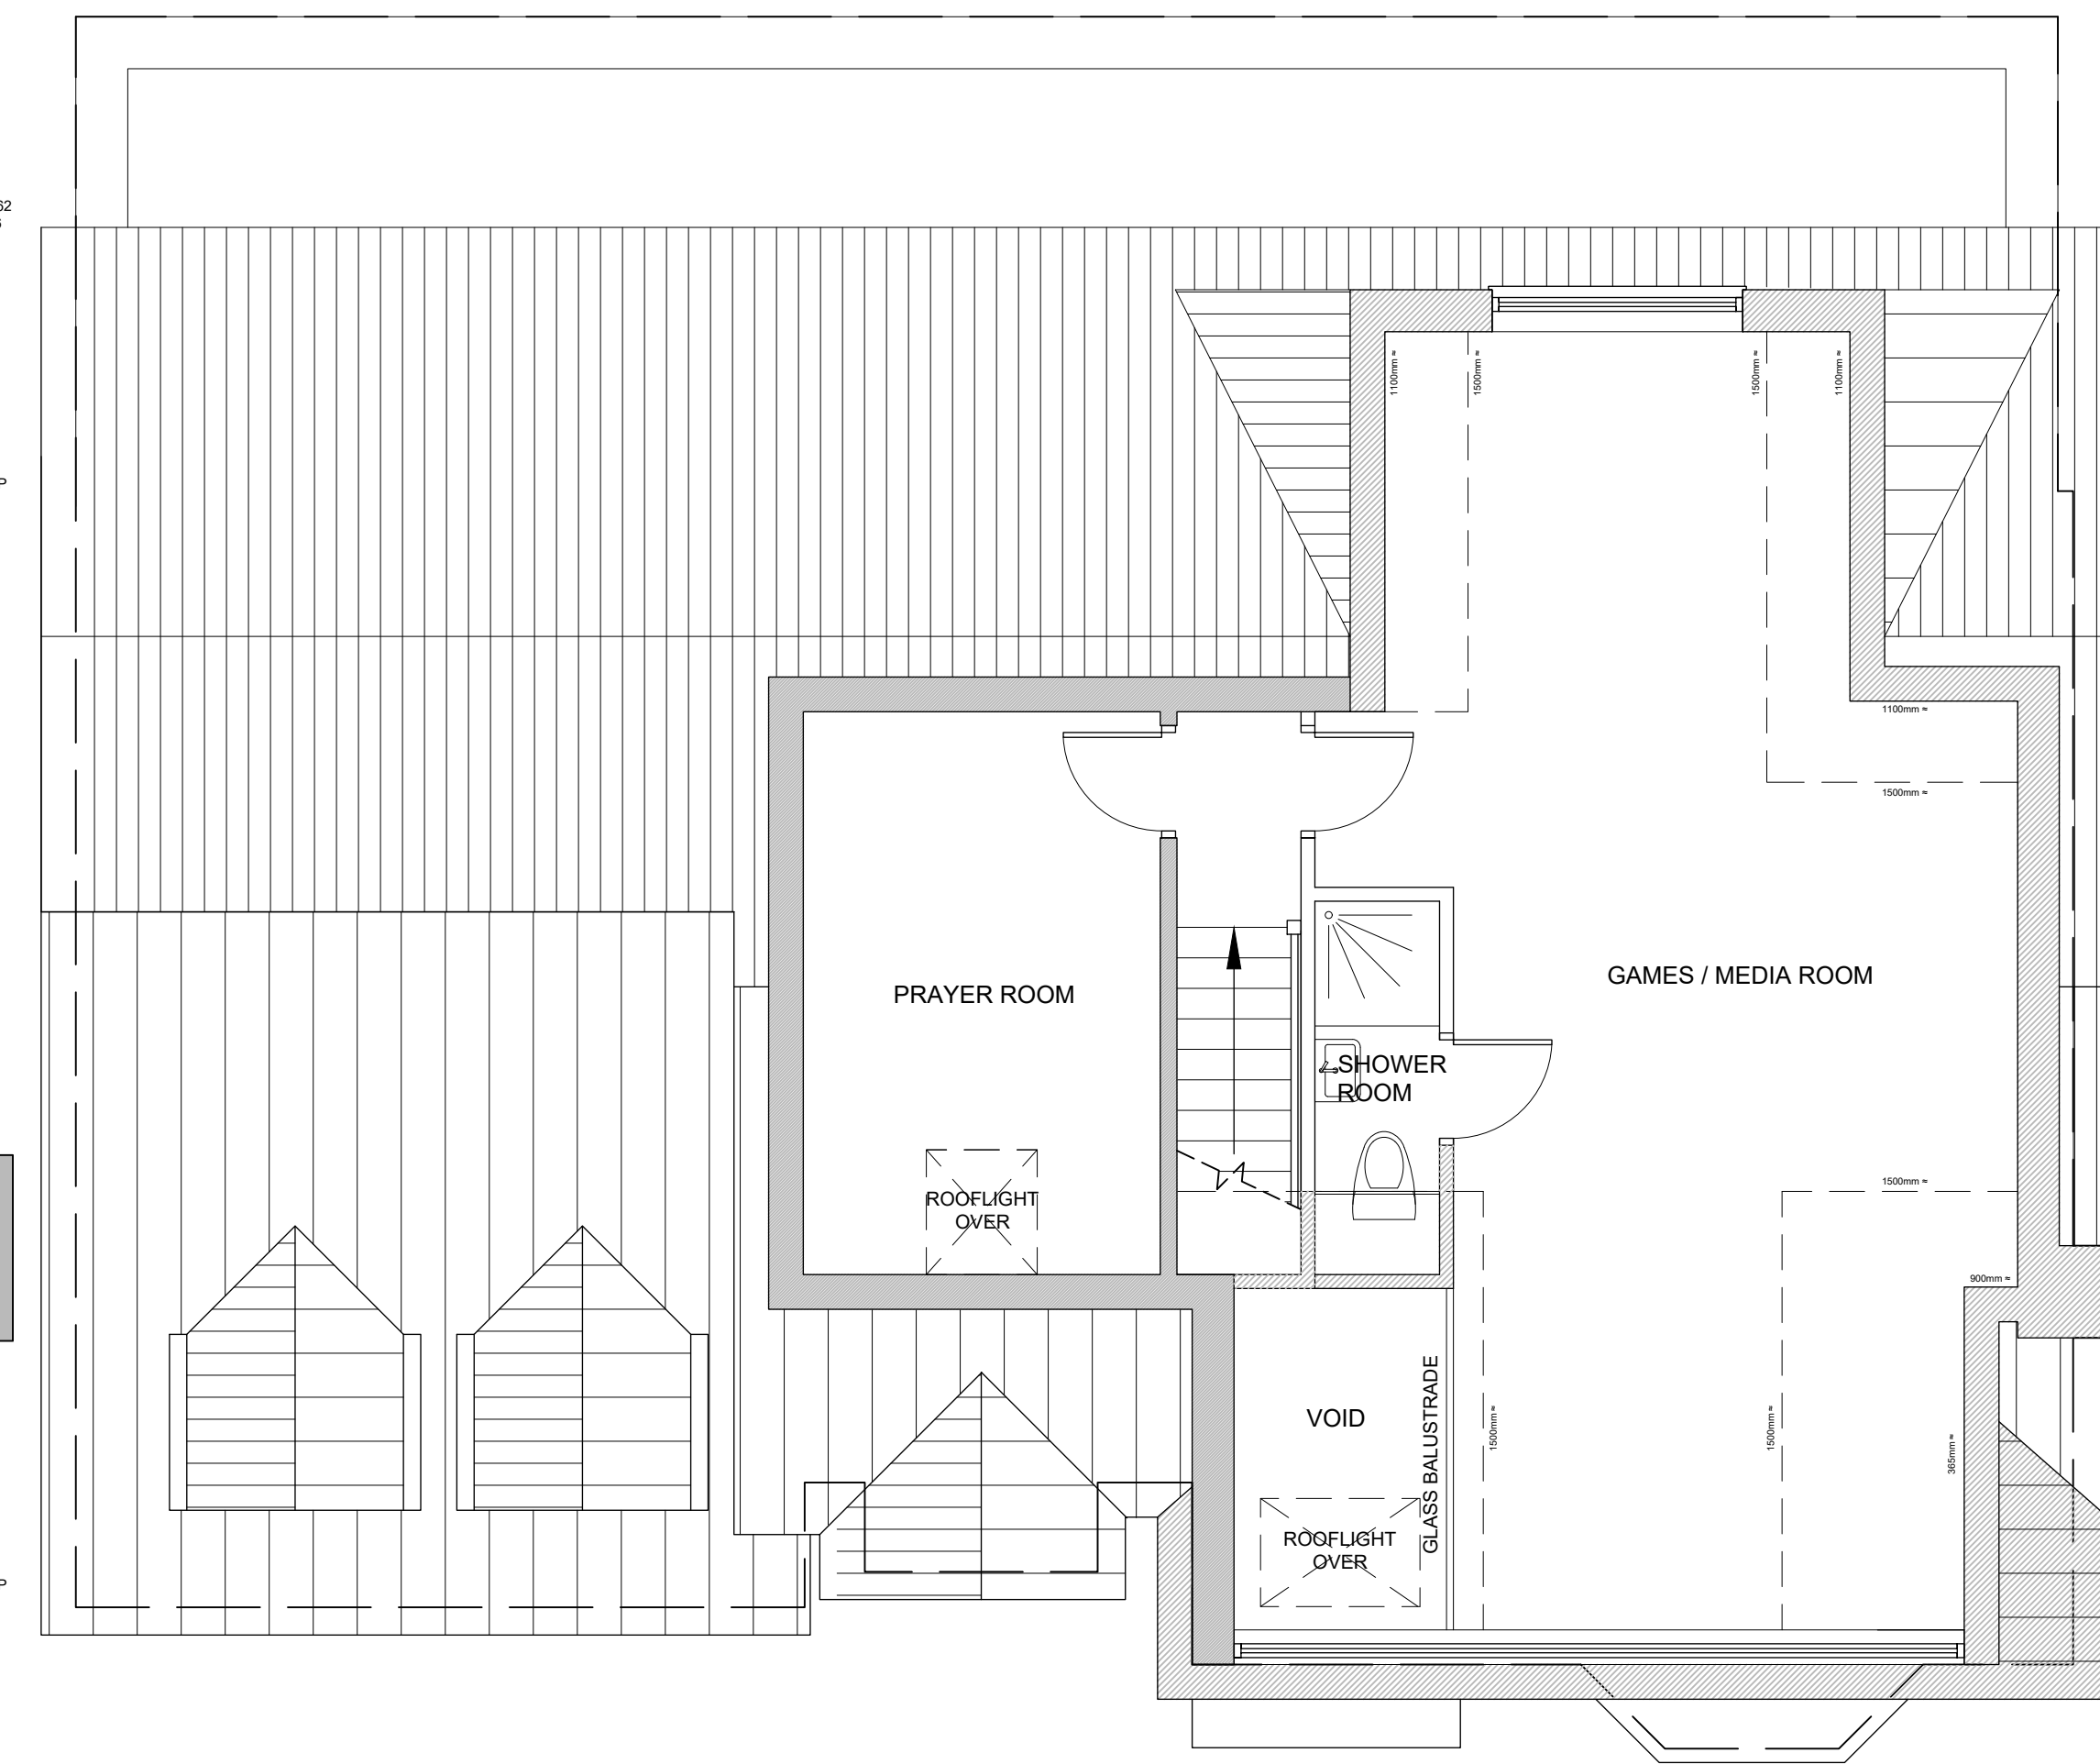 62
1100mm ≈
1500mm ≈
1500mm ≈
1100mm ≈
1100mm ≈
1500mm ≈
PRAYER ROOM
GAMES / MEDIA ROOM
SHOWER
ROOM
ROOFLIGHT
OVER
1500mm ≈
900mm ≈
VOID
GLASS BALUSTRADE
1500mm ≈
1500mm ≈
365mm ≈
ROOFLIGHT
OVER